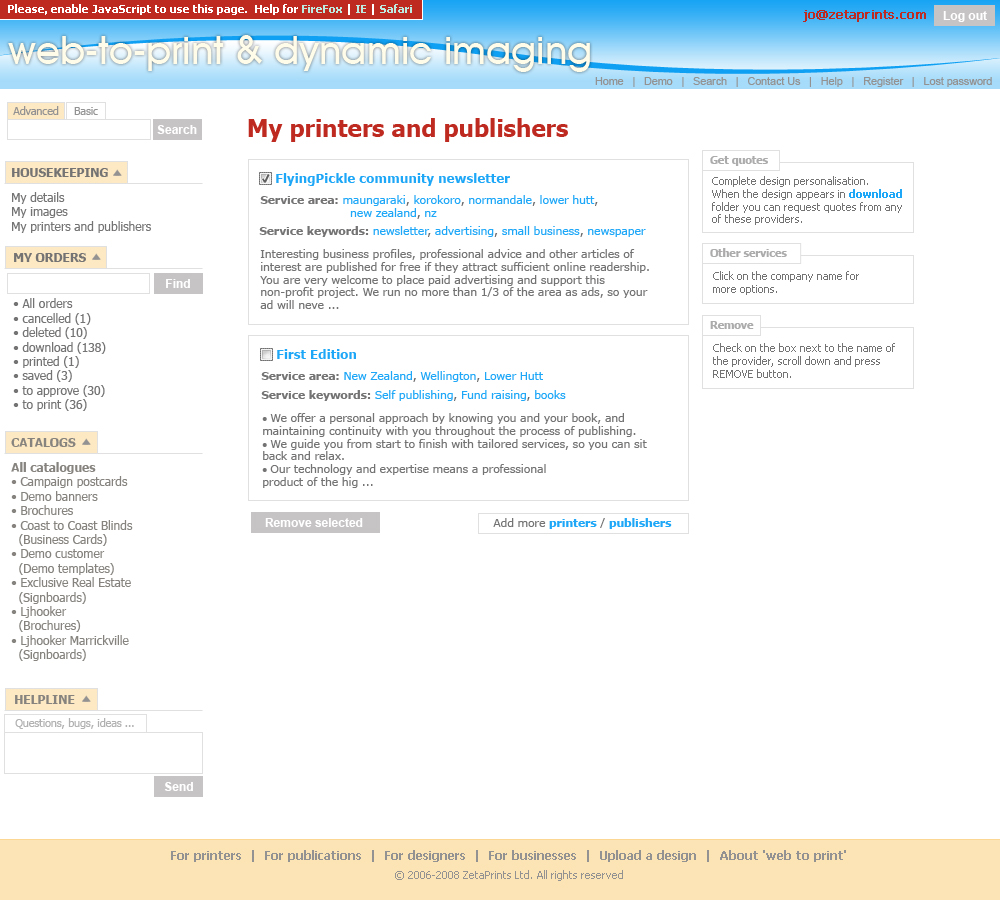 Please, enable JavaScript to use this page. Help for FireFox | IE | Safari
jo@zetaprints.com Log out
web-to-print & dynamic imaging
Home | Demo | Search | Contact Us | Help | Register | Lost password
Advanced Basic
Search
HOUSEKEEPING
My details
My images
My printers and publishers
MY ORDERS
Find
• All orders
• cancelled (1)
• deleted (10)
• download (138)
• printed (1)
• saved (3)
• to approve (30)
• to print (36)
CATALOGS
All catalogues
• Campaign postcards
• Demo banners
• Brochures
• Coast to Coast Blinds
(Business Cards)
• Demo customer
(Demo templates)
• Exclusive Real Estate
(Signboards)
• Ljhooker
(Brochures)
• Ljhooker Marrickville
(Signboards)
HELPLINE
Questions, bugs, ideas ...
Send
My printers and publishers
FlyingPickle community newsletter
Service area: maungaraki, korokoro, normandale, lower hutt,
new zealand, nz
Service keywords: newsletter, advertising, small business, newspaper
Interesting business profiles, professional advice and other articles of
interest are published for free if they attract sufficient online readership.
You are very welcome to place paid advertising and support this
non-profit project. We run no more than 1/3 of the area as ads, so your
ad will neve ...
First Edition
Service area: New Zealand, Wellington, Lower Hutt
Service keywords: Self publishing, Fund raising, books
• We offer a personal approach by knowing you and your book, and
maintaining continuity with you throughout the process of publishing.
• We guide you from start to finish with tailored services, so you can sit
back and relax.
• Our technology and expertise means a professional
product of the hig ...
Remove selected
Add more printers / publishers
Get quotes
Complete design personalisation.
When the design appears in download
folder you can request quotes from any
of these providers.
Other services
Click on the company name for
more options.
Remove
Check on the box next to the name of
the provider, scroll down and press
REMOVE button.
For printers | For publications | For designers | For businesses | Upload a design | About 'web to print'
© 2006-2008 ZetaPrints Ltd. All rights reserved